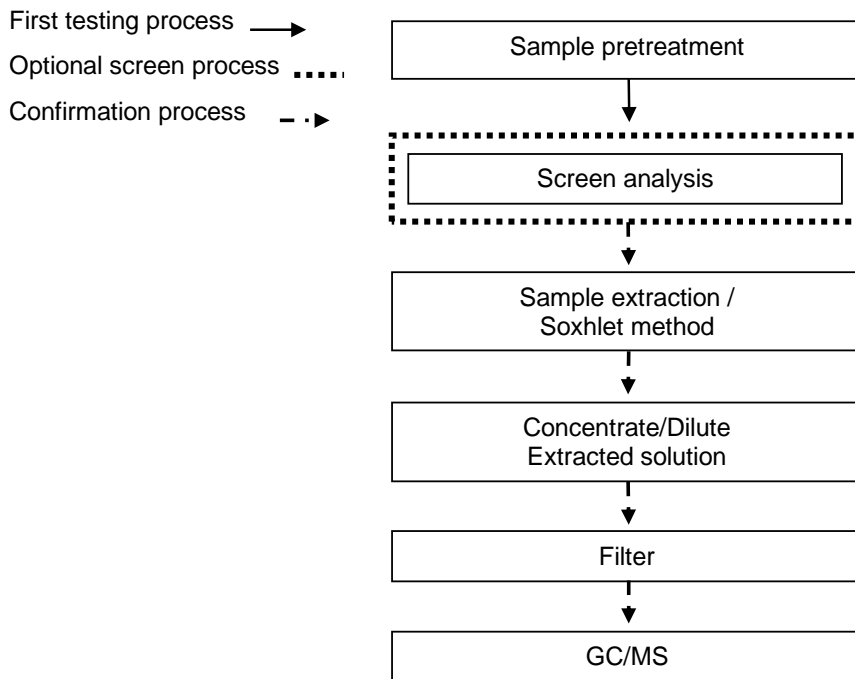 First testing process
Optional screen process
Confirmation process
Sample pretreatment
Screen analysis
Sample extraction /
Soxhlet method
Concentrate/Dilute
Extracted solution
Filter
GC/MS